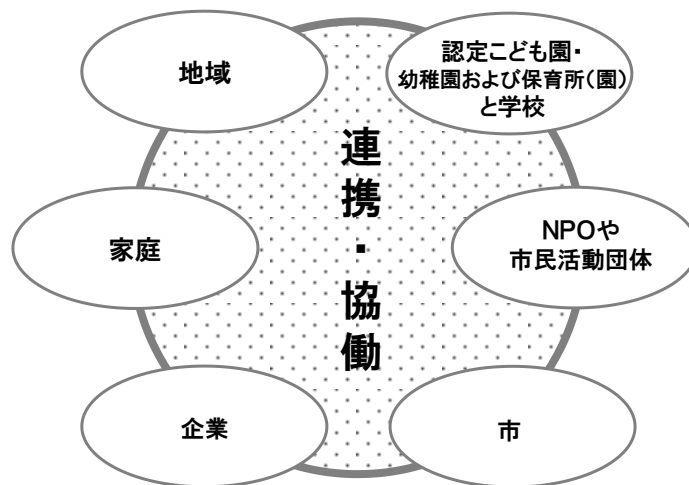 地域
認定こども園・
幼稚園および保育所(園)
と学校
連携・協働
家庭
NPOや
市民活動団体
企業
市